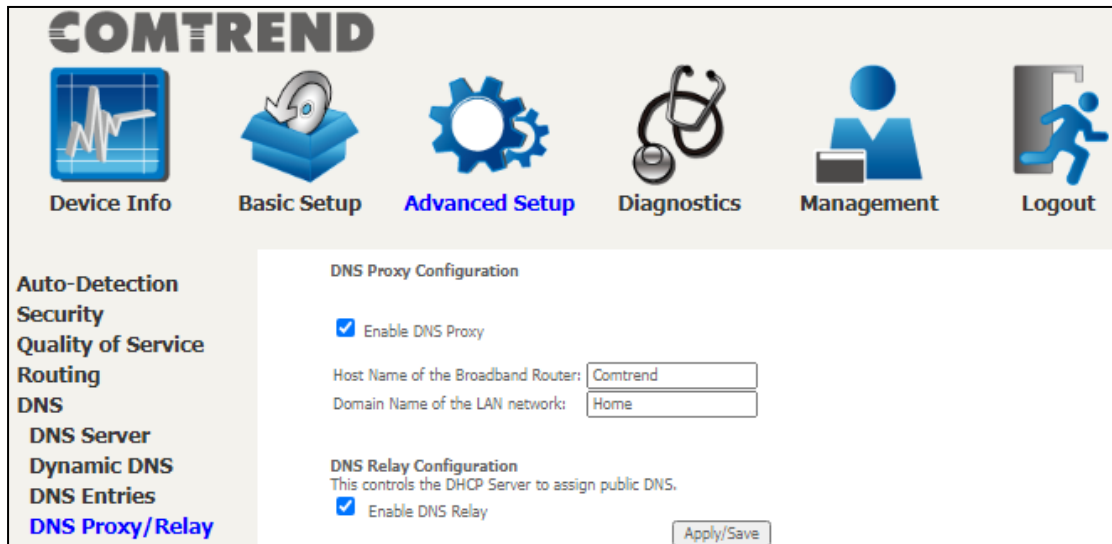 COMTREND
Device Info
Basic Setup
Advanced Setup
Diagnostics
Management
Logout
Auto-Detection
Security
Quality of Service
Routing
DNS
DNS Server
Dynamic DNS
DNS Entries
DNS Proxy/Relay
DNS Proxy Configuration
Enable DNS Proxy
Host Name of the Broadband Router: Comtrend
Domain Name of the LAN network: Home
DNS Relay Configuration
This controls the DHCP Server to assign public DNS.
Enable DNS Relay
Apply/Save